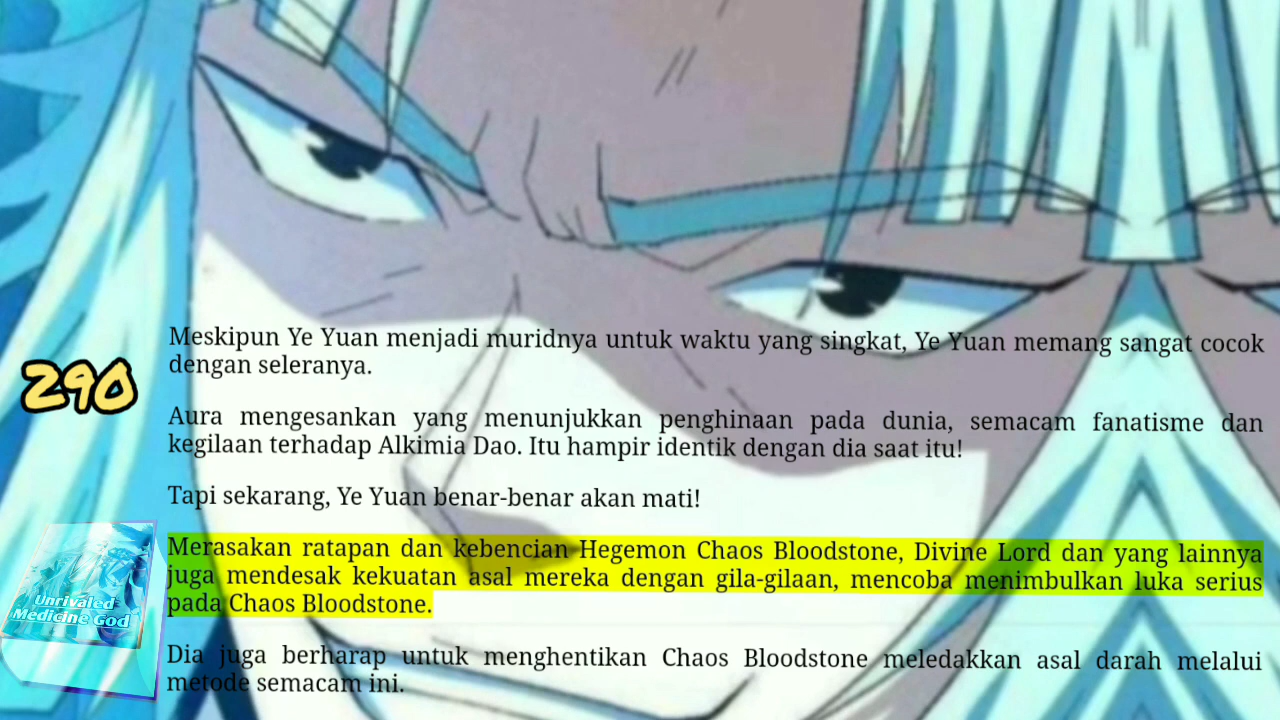 Meskipun Ye Yuan menjadi muridnya untuk waktu yang singkat, Ye Yuan memang sangat cocok
dengan seleranya.
290
Aura mengesankan yang menunjukkan penghinaan pada dunia, semacam fanatisme dan
kegilaan terhadap Alkimia Dao. Itu hampir identik dengan dia saat itu!
Tapi sekarang, Ye Yuan benar-benar akan mati!
Merasakan ratapan dan kebencian Hegemon Chaos Bloodstone, Divine Lord dan yang lainnya
juga mendesak kekuatan asal mereka dengan gila-gilaan, mencoba menimbulkan luka serius
pada Chaos Bloodstone.
Unrivaled
Medicine God
Dia juga berharap untuk menghentikan Chaos Bloodstone meledakkan asal darah melalui
metode semacam ini.